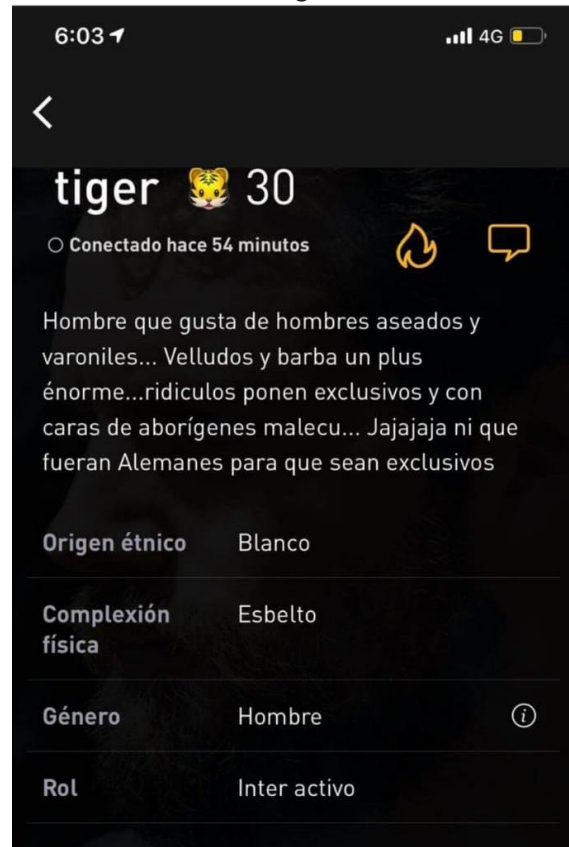 6:03
4G
tiger 🐯 30
Conectado hace 54 minutos
Hombre que gusta de hombres aseados y
varoniles... Velludos y barba un plus
énorme...ridiculos ponen exclusivos y con
caras de aborígenes malecu... Jajajaja ni que
fueran Alemanes para que sean exclusivos
Origen étnico Blanco
Complexión Esbelto
física
Género Hombre
Rol Inter activo